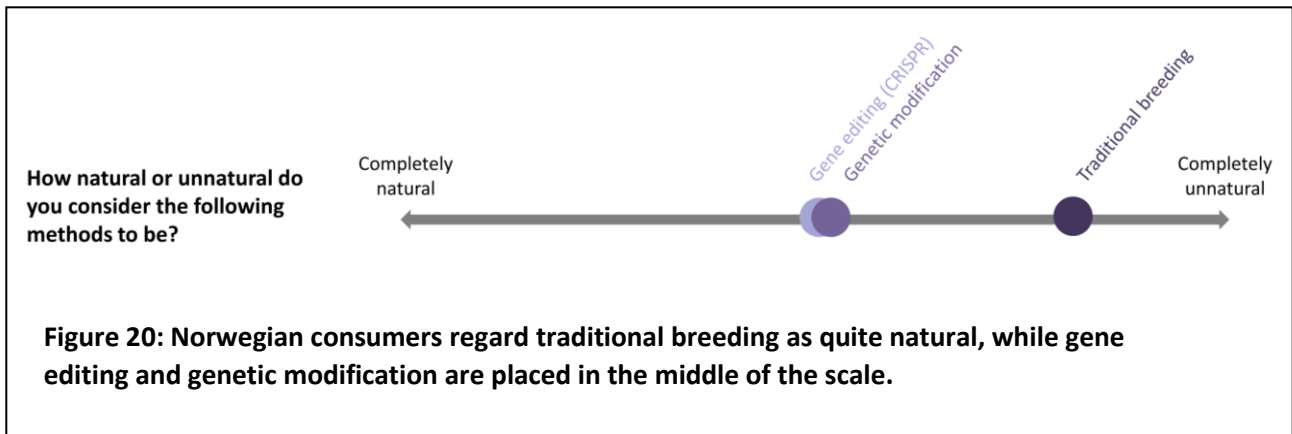 Gene editing (CRISPR)
Genetic modification
Traditional breeding
How natural or unnatural do
you consider the following
methods to be?
Completely
natural
Completely
unnatural
Figure 20: Norwegian consumers regard traditional breeding as quite natural, while gene
editing and genetic modification are placed in the middle of the scale.